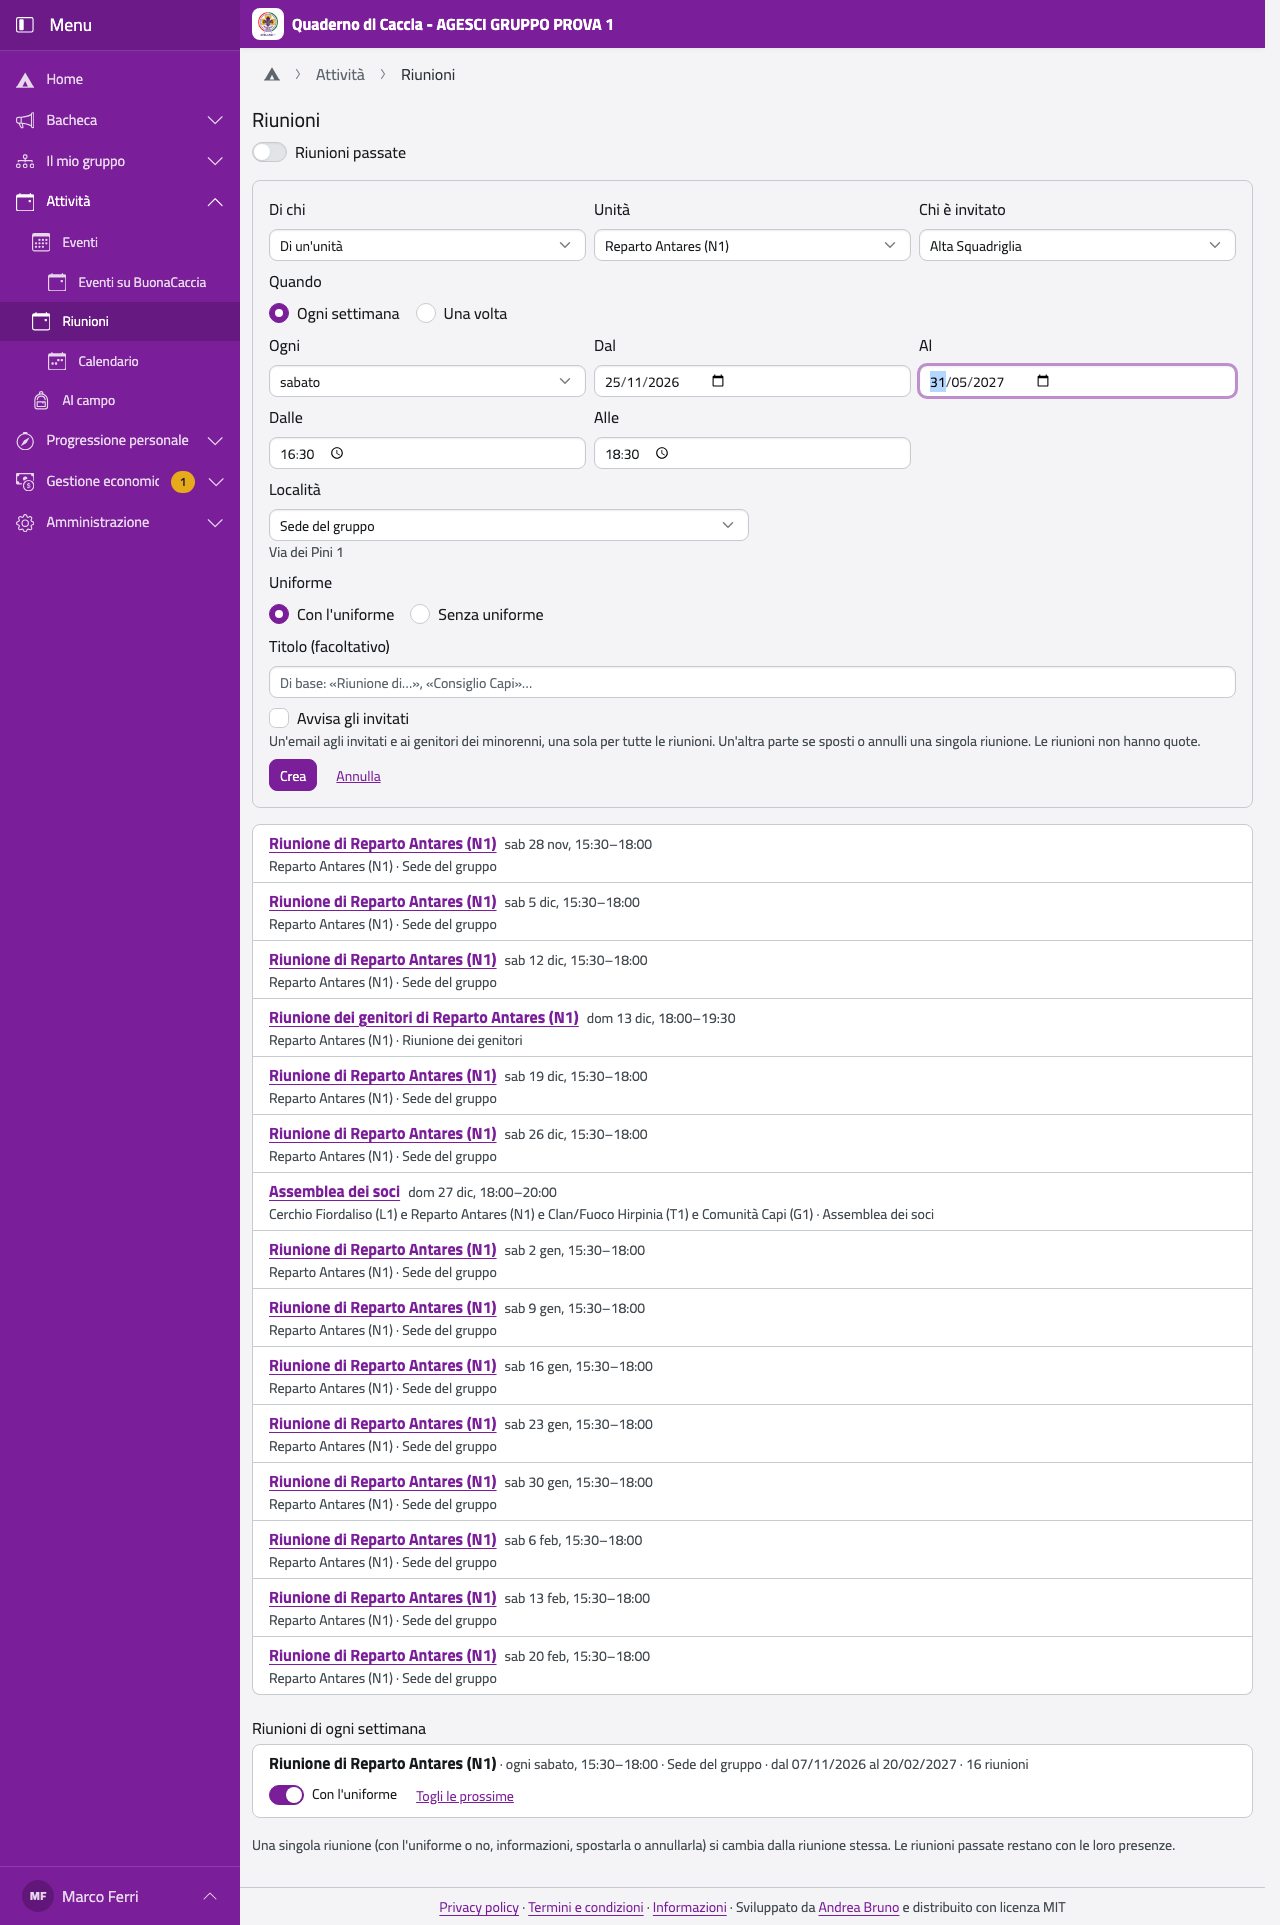 Menu
Quaderno di Caccia - AGESCI GRUPPO PROVA 1
Home
Bacheca
Il mio gruppo
Attività
Eventi
Eventi su BuonaCaccia
Riunioni
Calendario
Al campo
Progressione personale
Gestione economic
1
Amministrazione
MF
Marco Ferri
Attività
Riunioni
Riunioni
Riunioni passate
Di chi
Unità
Chi è invitato
Di un'unità
Reparto Antares (N1)
Alta Squadriglia
Quando
Ogni settimana
Una volta
Ogni
Dal
Al
sabato
25/11/2026
31/05/2027
Dalle
Alle
16:30
18:30
Località
Sede del gruppo
Via dei Pini 1
Uniforme
Con l'uniforme
Senza uniforme
Titolo (facoltativo)
Di base: «Riunione di...», «Consiglio Capi»...
Avvisa gli invitati
Un'email agli invitati e ai genitori dei minorenni, una sola per tutte le riunioni. Un'altra parte se sposti o annulli una singola riunione. Le riunioni non hanno quote.
Crea
Annulla
Riunione di Reparto Antares (N1) sab 28 nov, 15:30–18:00
Reparto Antares (N1) · Sede del gruppo
Riunione di Reparto Antares (N1) sab 5 dic, 15:30–18:00
Reparto Antares (N1) · Sede del gruppo
Riunione di Reparto Antares (N1) sab 12 dic, 15:30–18:00
Reparto Antares (N1) · Sede del gruppo
Riunione dei genitori di Reparto Antares (N1) dom 13 dic, 18:00–19:30
Reparto Antares (N1) · Riunione dei genitori
Riunione di Reparto Antares (N1) sab 19 dic, 15:30–18:00
Reparto Antares (N1) · Sede del gruppo
Riunione di Reparto Antares (N1) sab 26 dic, 15:30–18:00
Reparto Antares (N1) · Sede del gruppo
Assemblea dei soci dom 27 dic, 18:00–20:00
Cerchio Fiordaliso (L1) e Reparto Antares (N1) e Clan/Fuoco Hirpinia (T1) e Comunità Capi (G1) · Assemblea dei soci
Riunione di Reparto Antares (N1) sab 2 gen, 15:30–18:00
Reparto Antares (N1) · Sede del gruppo
Riunione di Reparto Antares (N1) sab 9 gen, 15:30–18:00
Reparto Antares (N1) · Sede del gruppo
Riunione di Reparto Antares (N1) sab 16 gen, 15:30–18:00
Reparto Antares (N1) · Sede del gruppo
Riunione di Reparto Antares (N1) sab 23 gen, 15:30–18:00
Reparto Antares (N1) · Sede del gruppo
Riunione di Reparto Antares (N1) sab 30 gen, 15:30–18:00
Reparto Antares (N1) · Sede del gruppo
Riunione di Reparto Antares (N1) sab 6 feb, 15:30–18:00
Reparto Antares (N1) · Sede del gruppo
Riunione di Reparto Antares (N1) sab 13 feb, 15:30–18:00
Reparto Antares (N1) · Sede del gruppo
Riunione di Reparto Antares (N1) sab 20 feb, 15:30–18:00
Reparto Antares (N1) · Sede del gruppo
Riunioni di ogni settimana
Riunione di Reparto Antares (N1) · ogni sabato, 15:30–18:00 · Sede del gruppo · dal 07/11/2026 al 20/02/2027 · 16 riunioni
Con l'uniforme
Togli le prossime
Una singola riunione (con l'uniforme o no, informazioni, spostarla o annullarla) si cambia dalla riunione stessa. Le riunioni passate restano con le loro presenze.
Privacy policy · Termini e condizioni · Informazioni · Sviluppato da Andrea Bruno e distribuito con licenza MIT